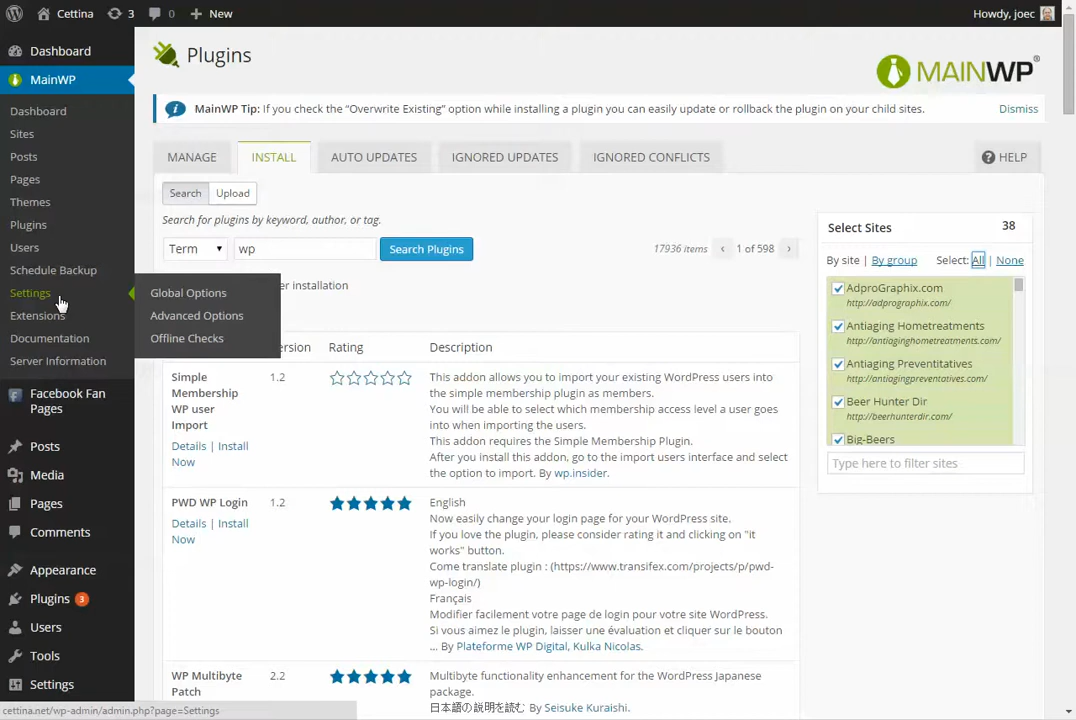 Cettina 3 0 + New Howdy, joec
Dashboard
MainWP
Dashboard
Sites
Posts
Pages
Themes
Plugins
Users
Schedule Backup
Settings
Extensions
Documentation
Server Information
Global Options
Advanced Options
Offline Checks
Facebook Fan
Pages
Posts
Media
Pages
Comments
Appearance
Plugins 3
Users
Tools
Settings
cettina.net/wp-admin/admin.php?page=Settings
Plugins
MAINWP®
MainWP Tip: If you check the "Overwrite Existing" option while installing a plugin you can easily update or rollback the plugin on your child sites. Dismiss
MANAGE INSTALL AUTO UPDATES IGNORED UPDATES IGNORED CONFLICTS HELP
Search Upload
Search for plugins by keyword, author, or tag.
Term wp Search Plugins 17936 items ‹ 1 of 598 ›
er installation
ersion Rating Description
Simple
Membership
WP user
Import
Details | Install
Now
1.2
This addon allows you to import your existing WordPress users into
the simple membership plugin as members.
You will be able to select which membership access level a user goes
into when importing the users.
This addon requires the Simple Membership Plugin.
After you install this addon, go to the import users interface and select
the option to import. By wp.insider.
PWD WP Login
Details | Install
Now
1.2
English
Now easily change your login page for your WordPress site.
If you love the plugin, please consider rating it and clicking on "it
works" button.
Come translate plugin : (https://www.transifex.com/projects/p/pwd-
wp-login/)
Français
Modifier facilement votre page de login pour votre site WordPress.
Si vous aimez le plugin, laisser une évaluation et cliquer sur le bouton
... By Plateforme WP Digital, Kulka Nicolas.
WP Multibyte
Patch
2.2
Multibyte functionality enhancement for the WordPress Japanese
package.
日本語の説明を読む By Seisuke Kuraishi.
Select Sites 38
By site | By group Select: All | None
AdproGraphix.com
http://adprographix.com/
Antiaging Hometreatments
http://antiaginghometreatments.com/
Antiaging Preventitatives
http://antiagingpreventatives.com/
Beer Hunter Dir
http://beerhunterdir.com/
Big-Beers
Type here to filter sites